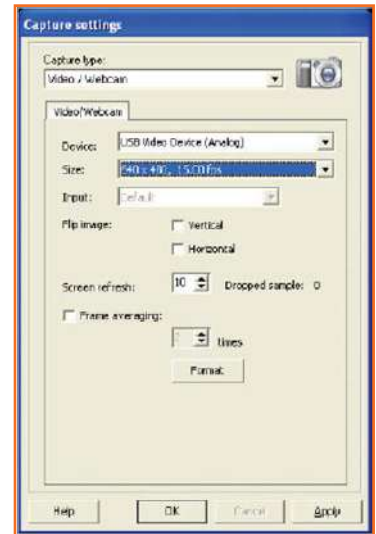 Capture settings
Capture type:
Video / Webcam
Video/Webcam
Device: USB Video Device (Analog)
Size: 640 x 480, 15.00 fps
Input: Default
Flip image: Vertical
Horizontal
Screen refresh: 10 Dropped sample: 0
Frame averaging:
times
Format
Help OK Cancel Apply